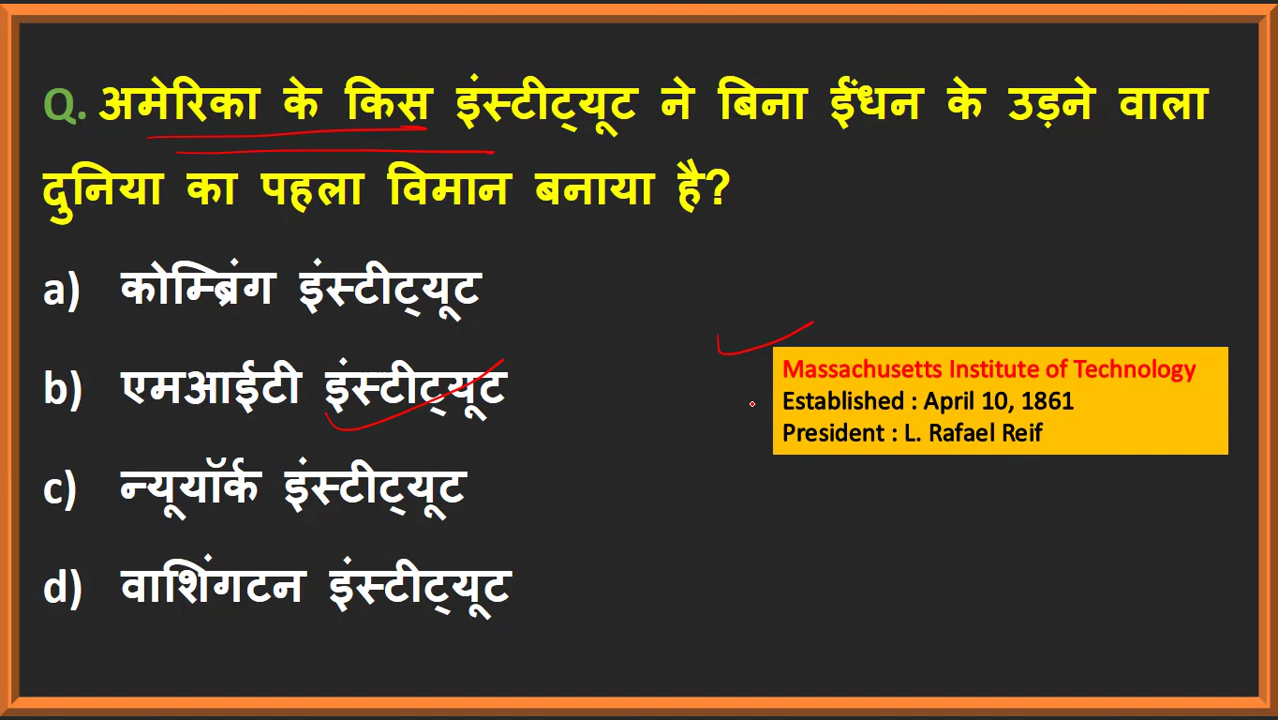 Q. अमेरिका के किस इंस्टीट्यूट ने बिना ईंधन के उड़ने वाला
दुनिया का पहला विमान बनाया है?
a) कोम्ब्रिंग इंस्टीट्यूट
b) एमआईटी इंस्टीट्यूट
Massachusetts Institute of Technology
Established : April 10, 1861
President : L. Rafael Reif
c) न्यूयॉर्क इंस्टीट्यूट
d) वाशिंगटन इंस्टीट्यूट